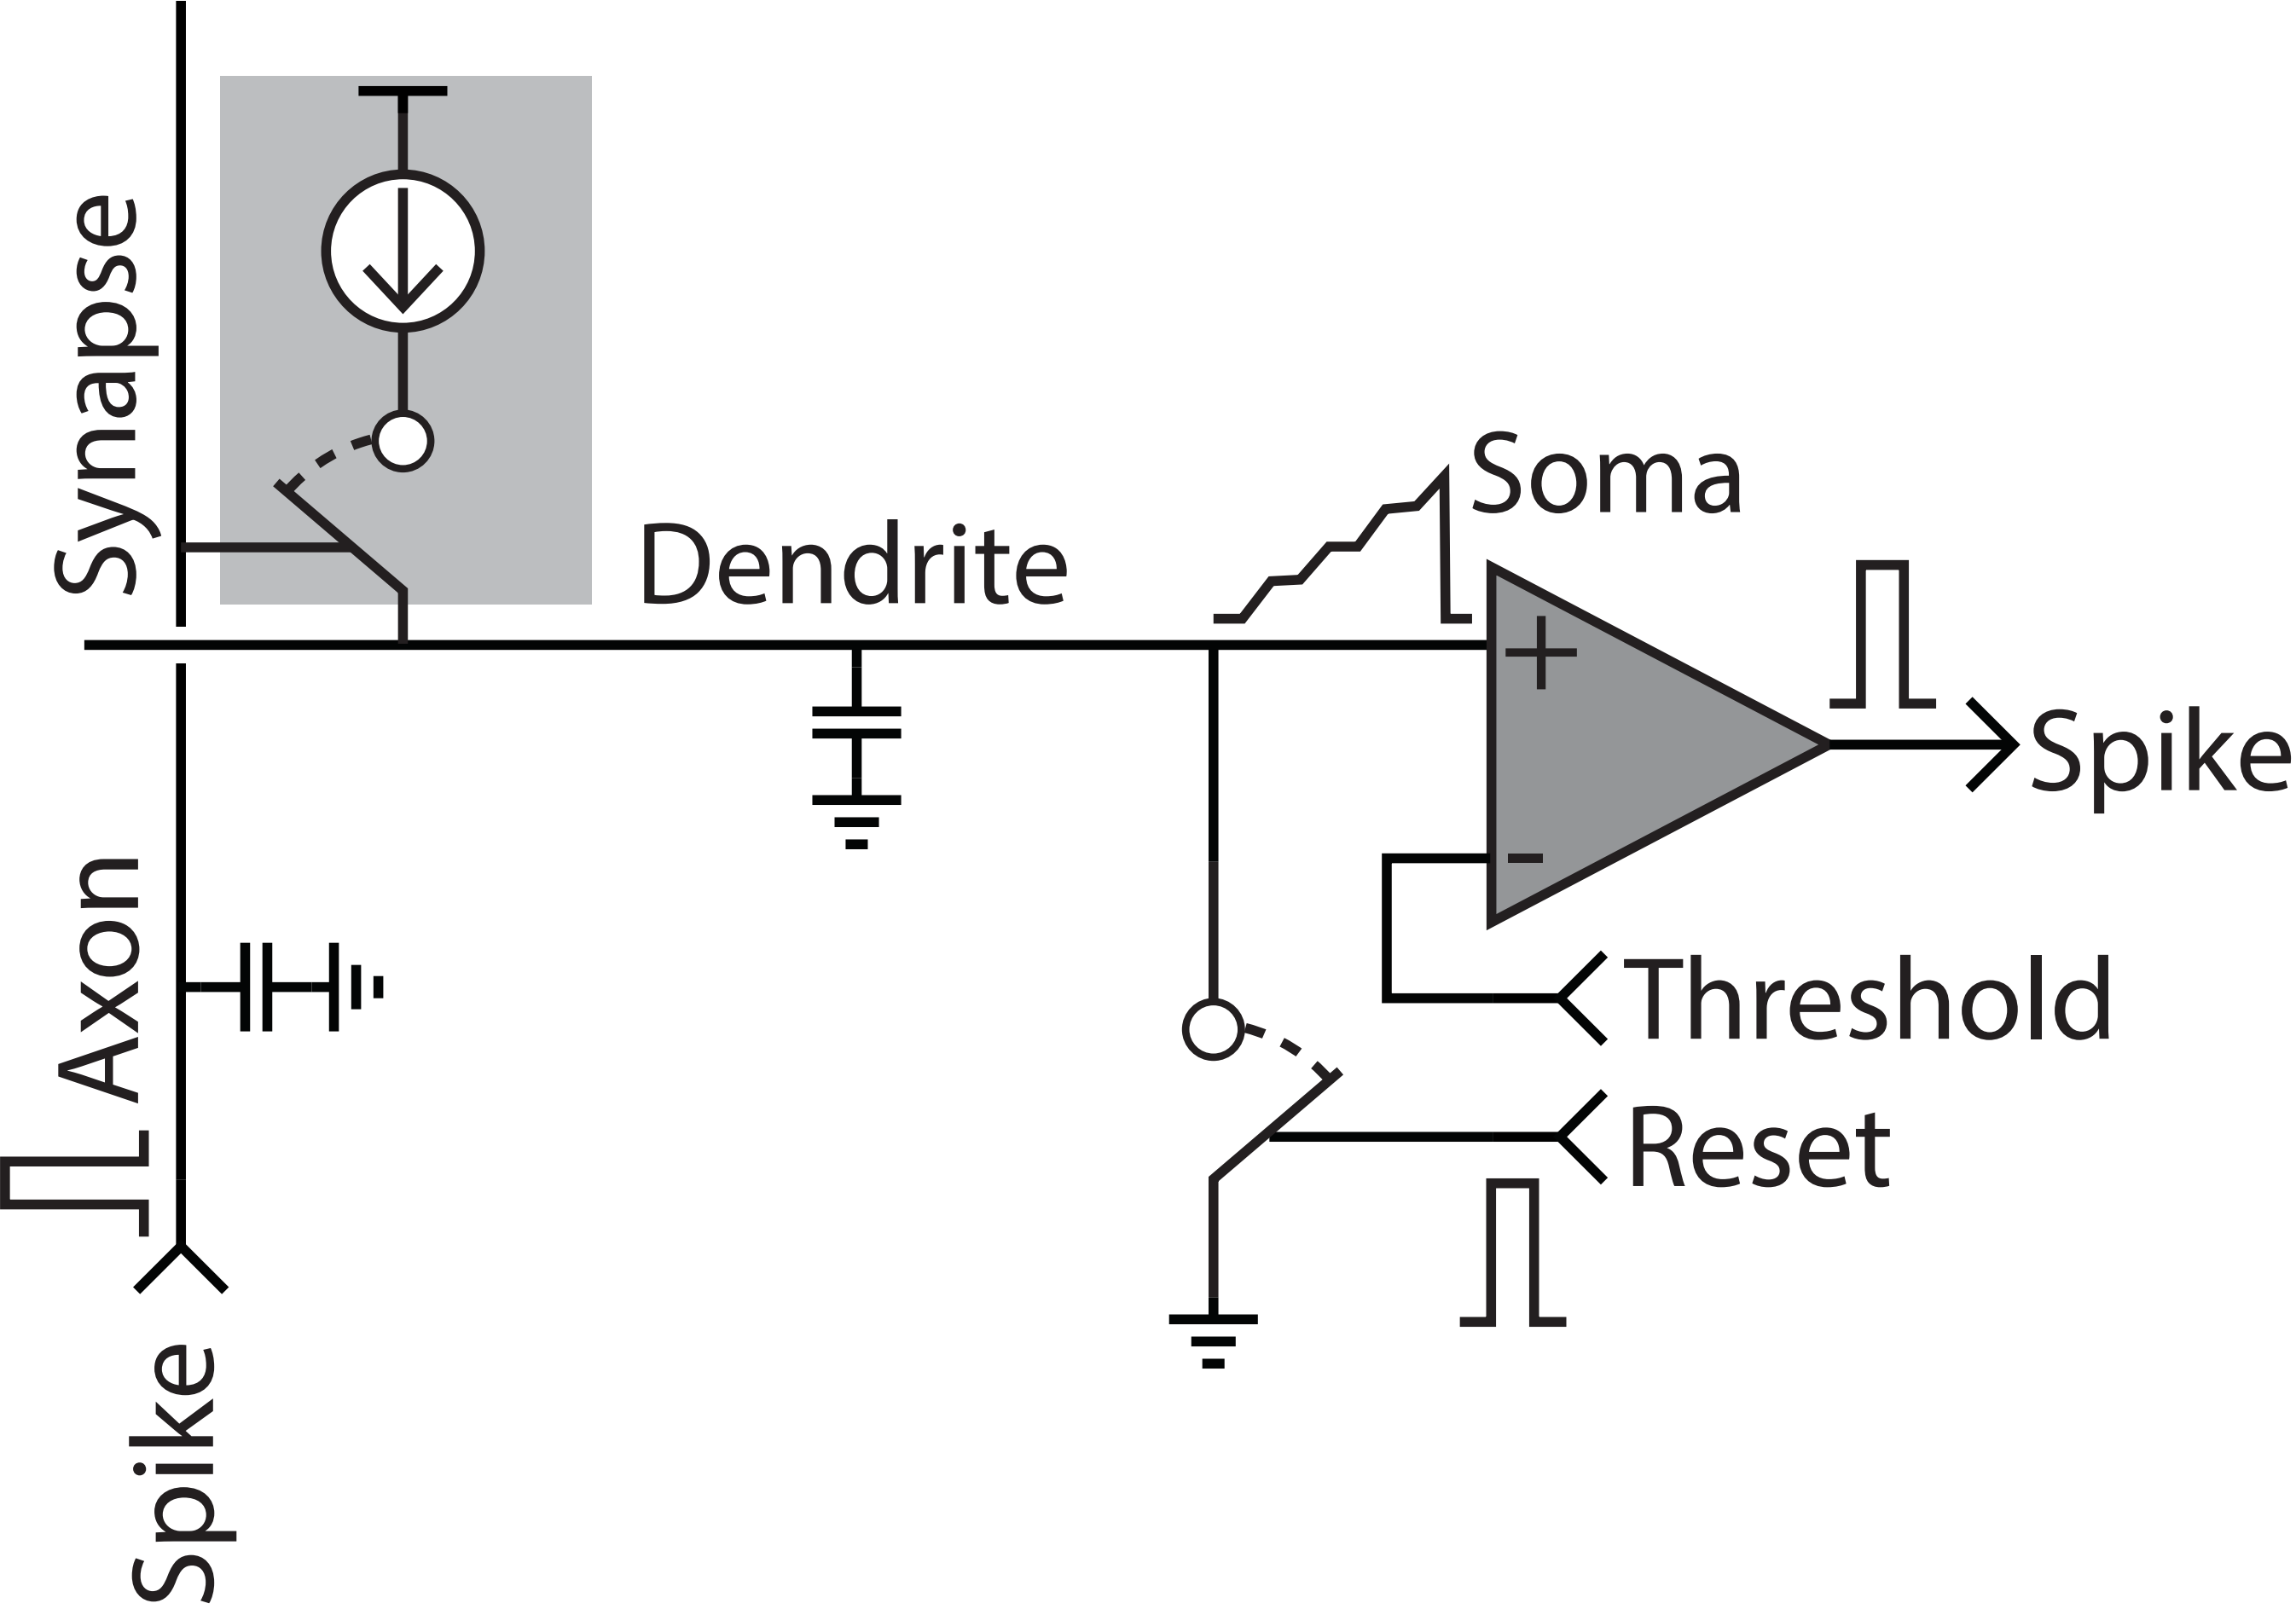 Synapse
Dendrite
Soma
+
Spike
-
Axon
Threshold
Reset
Spike